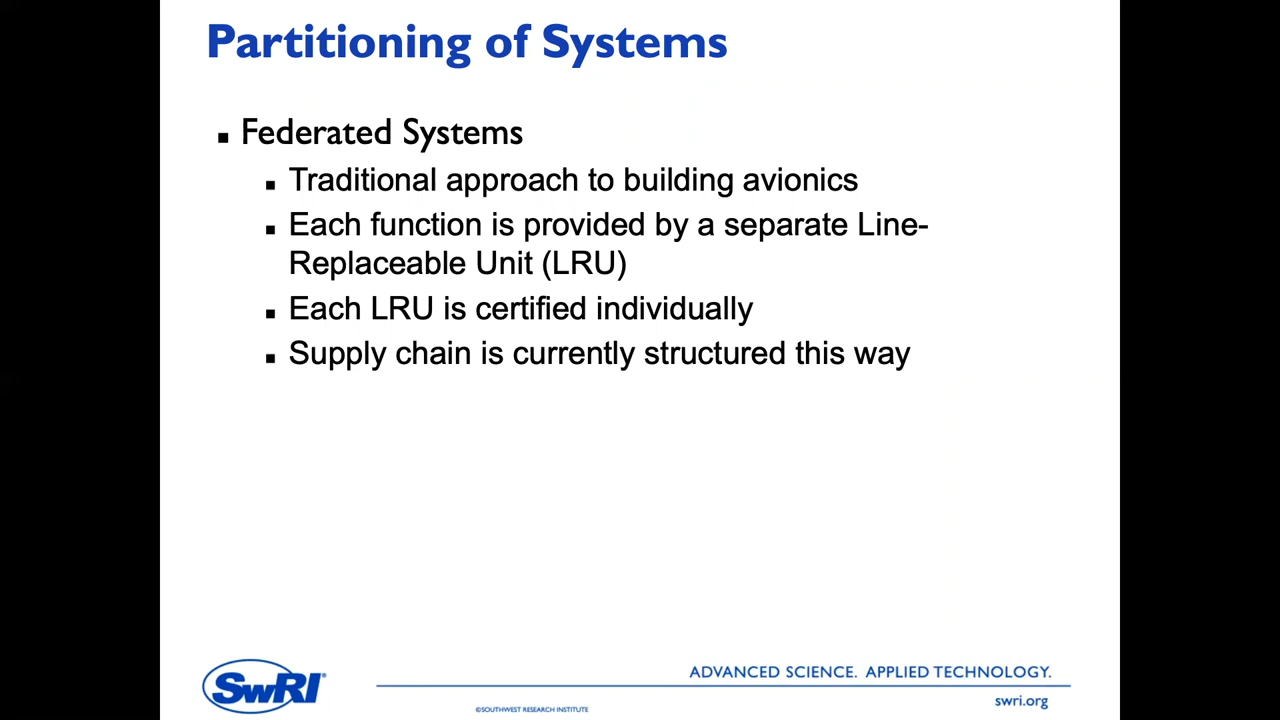 Partitioning of Systems
▪ Federated Systems
▪ Traditional approach to building avionics
▪ Each function is provided by a separate Line-
Replaceable Unit (LRU)
▪ Each LRU is certified individually
▪ Supply chain is currently structured this way
ADVANCED SCIENCE. APPLIED TECHNOLOGY.
SwRI®
swri.org
©SOUTHWEST RESEARCH INSTITUTE